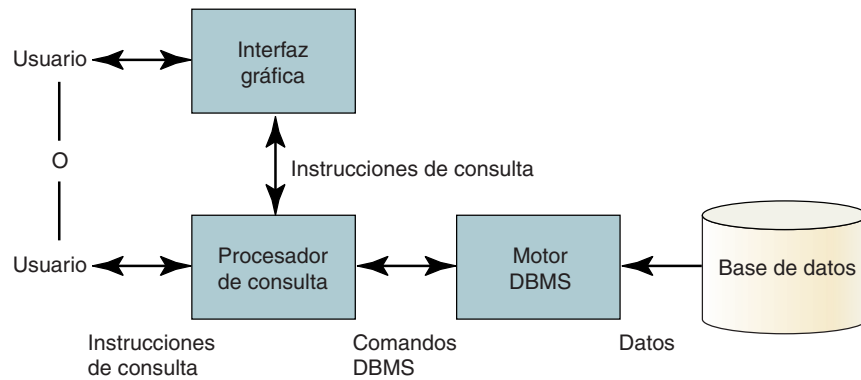 Usuario
Interfaz
gráfica
O
Instrucciones de consulta
Usuario
Procesador
de consulta
Motor
DBMS
Base de datos
Instrucciones
de consulta
Comandos
DBMS
Datos